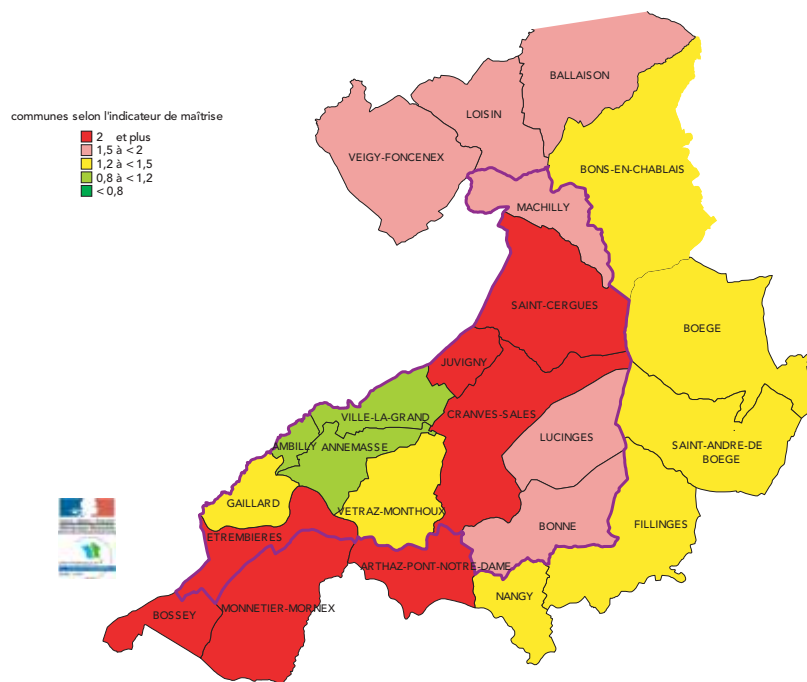 communes selon l'indicateur de maîtrise
2 et plus
1,5 à < 2
1,2 à < 1,5
0,8 à < 1,2
< 0,8
BALLAISON
LOISIN
VEIGY-FONCENEX
BONS-EN-CHABLAIS
MACHILLY
SAINT-CERGUES
BOEGE
JUVIGNY
VILLE-LA-GRAND
CRANVES-SALES
AMBILLY
ANNEMASSE
LUCINGES
SAINT-ANDRE-DE
BOEGE
GAILLARD
VETRAZ-MONTHOUX
FILLINGES
ETREMBIERES
BONNE
ARTHAZ-PONT-NOTRE-DAME
NANGY
MONNETIER-MORNEX
BOSSEY